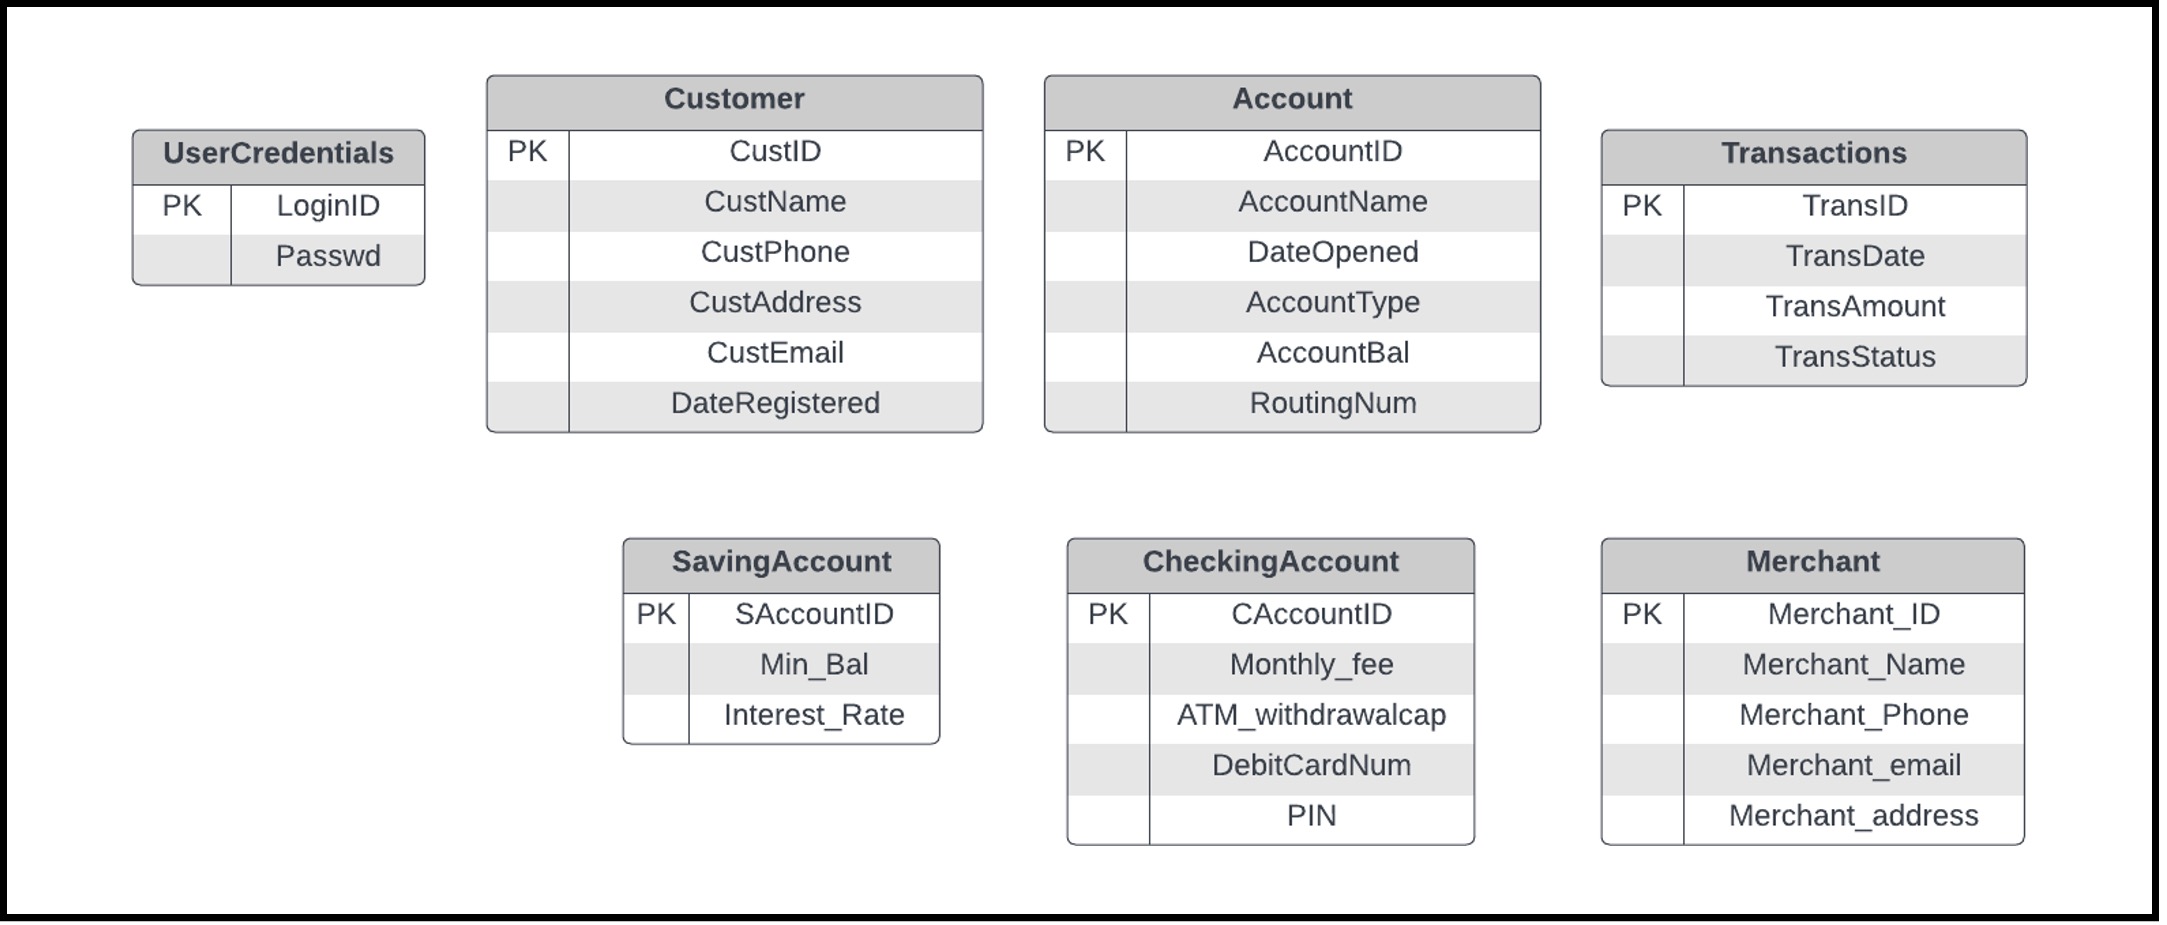 UserCredentials
PK LoginID
Passwd
Customer
PK CustID
CustName
CustPhone
CustAddress
CustEmail
DateRegistered
Account
PK AccountID
AccountName
DateOpened
AccountType
AccountBal
RoutingNum
Transactions
PK TransID
TransDate
TransAmount
TransStatus
SavingAccount
PK SAccountID
Min_Bal
Interest_Rate
CheckingAccount
PK CAccountID
Monthly_fee
ATM_withdrawalcap
DebitCardNum
PIN
Merchant
PK Merchant_ID
Merchant_Name
Merchant_Phone
Merchant_email
Merchant_address